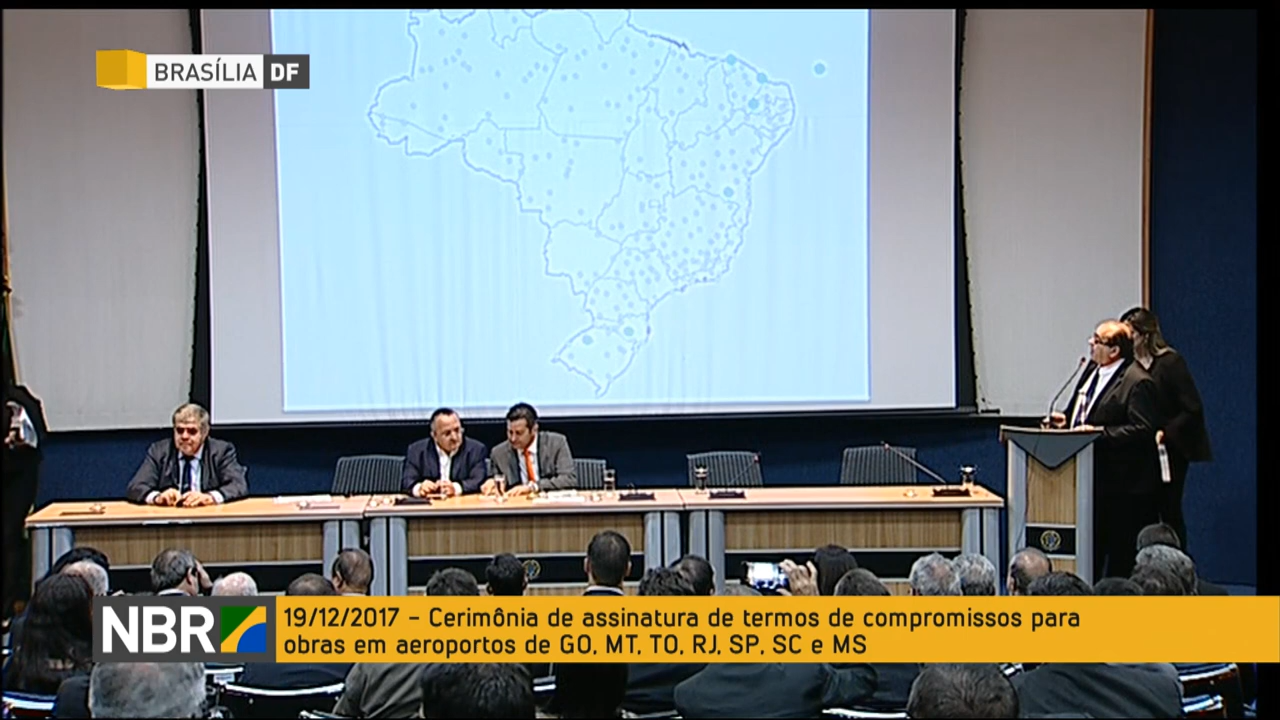 BRASÍLIA DF
NBR
19/12/2017 – Cerimônia de assinatura de termos de compromissos para
obras em aeroportos de GO, MT, TO, RJ, SP, SC e MS